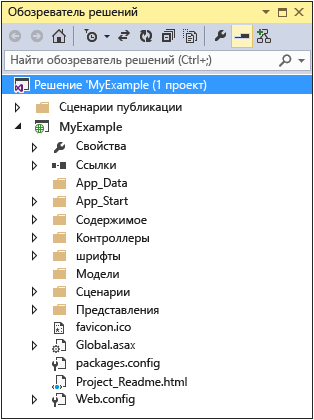 Обозреватель решений
Найти обозреватель решений (Ctrl+;)
Решение 'MyExample (1 проект)
Сценарии публикации
MyExample
Свойства
Ссылки
App_Data
App_Start
Содержимое
Контроллеры
шрифты
Модели
Сценарии
Представления
favicon.ico
Global.asax
packages.config
Project_Readme.html
Web.config